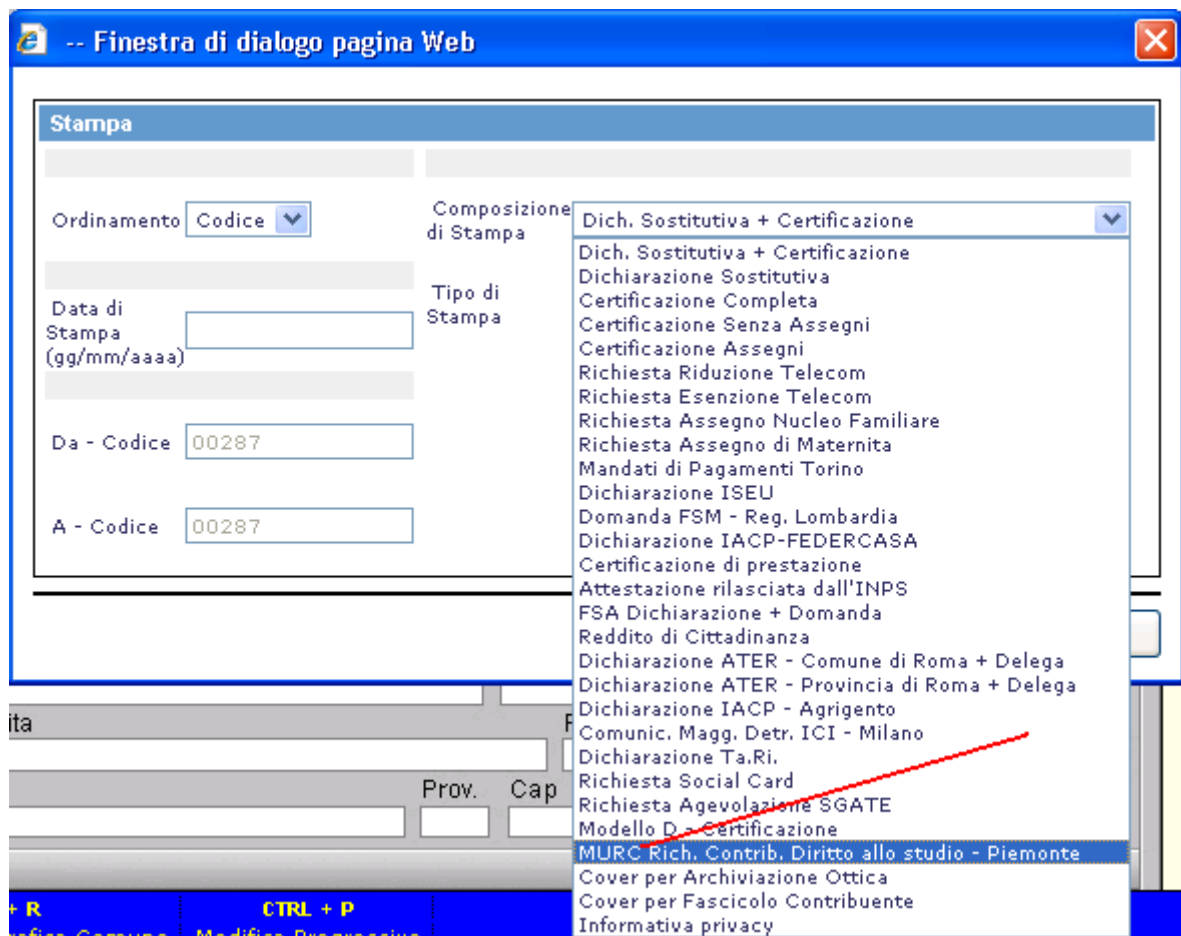 -- Finestra di dialogo pagina Web
Stampa
Ordinamento
Codice
Composizione
di Stampa
Dich. Sostitutiva + Certificazione
Data di
Stampa
(gg/mm/aaaa)
Tipo di
Stampa
Da - Codice
00287
A - Codice
00287
Dich. Sostitutiva + Certificazione
Dichiarazione Sostitutiva
Certificazione Completa
Certificazione Senza Assegni
Certificazione Assegni
Richiesta Riduzione Telecom
Richiesta Esenzione Telecom
Richiesta Assegno Nucleo Familiare
Richiesta Assegno di Maternita
Mandati di Pagamenti Torino
Dichiarazione ISEU
Domanda FSM - Reg. Lombardia
Dichiarazione IACP-FEDERCASA
Certificazione di prestazione
Attestazione rilasciata dall'INPS
FSA Dichiarazione + Domanda
Reddito di Cittadinanza
Dichiarazione ATER - Comune di Roma + Delega
Dichiarazione ATER - Provincia di Roma + Delega
Dichiarazione IACP - Agrigento
Comunic. Magg. Detr. ICI - Milano
Dichiarazione Ta.Ri.
Richiesta Social Card
Richiesta Agevolazione SGATE
Modello D - Certificazione
MURC Rich. Contrib. Diritto allo studio - Piemonte
Cover per Archiviazione Ottica
Cover per Fascicolo Contribuente
Informativa privacy
ita
Prov. Cap
+ R
CTRL + P
Comune
Modifica Progressivo